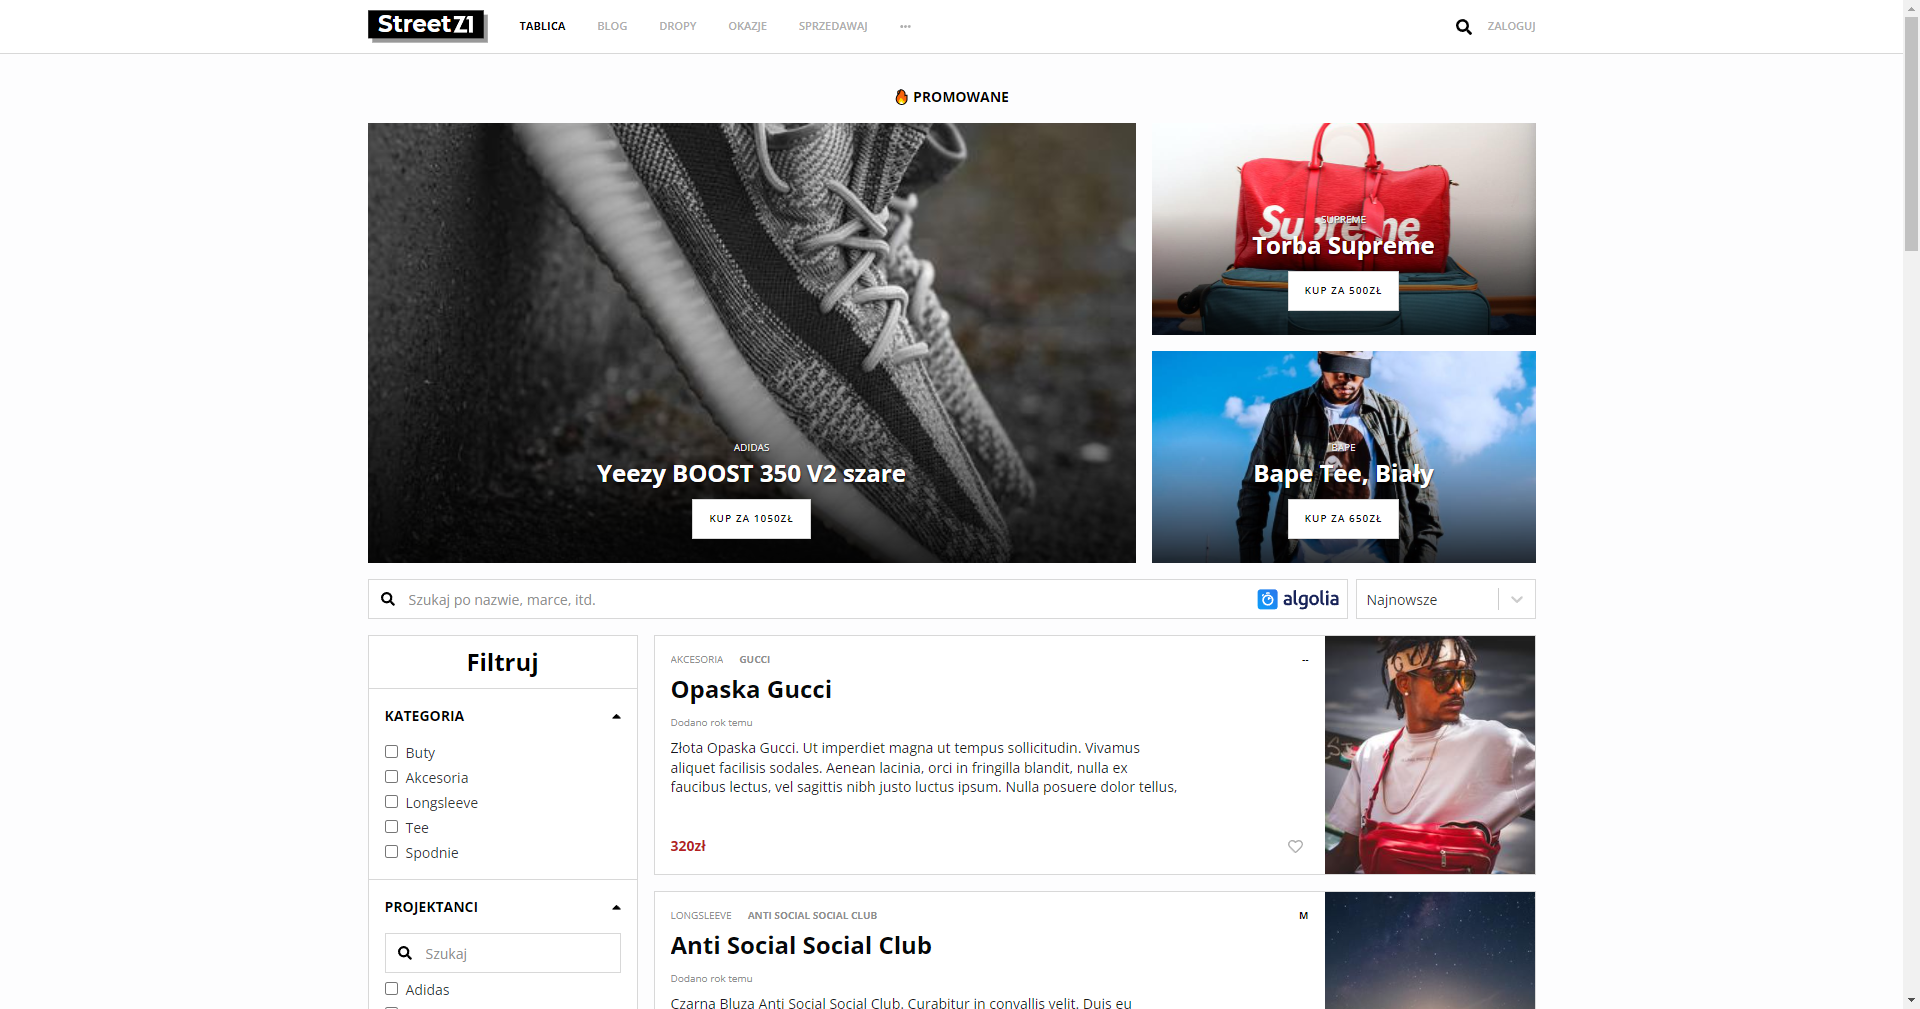 StreetZ1
TABLICA
BLOG
DROPY
OKAZJE
SPRZEDAWAJ
ZALOGUJ
PROMOWANE
ADIDAS
Yeezy BOOST 350 V2 szare
KUP ZA 1050ZŁ
Supreme
SUPREME
Torba Supreme
KUP ZA 500ZŁ
BAPE
Bape Tee, Biały
KUP ZA 650ZŁ
Szukaj po nazwie, marce, itd.
algolia
Najnowsze
Filtruj
KATEGORIA
Buty
Akcesoria
Longsleeve
Tee
Spodnie
PROJEKTANCI
Szukaj
Adidas
AKCESORIA GUCCI
--
Opaska Gucci
Dodano rok temu
Złota Opaska Gucci. Ut imperdiet magna ut tempus sollicitudin. Vivamus
aliquet facilisis sodales. Aenean lacinia, orci in fringilla blandit, nulla ex
faucibus lectus, vel sagittis nibh justo luctus ipsum. Nulla posuere dolor tellus,
320zł
LONGSLEEVE ANTI SOCIAL SOCIAL CLUB
M
Anti Social Social Club
Dodano rok temu
Czarna Bluza Anti Social Social Club. Curabitur in convallis velit. Duis eu